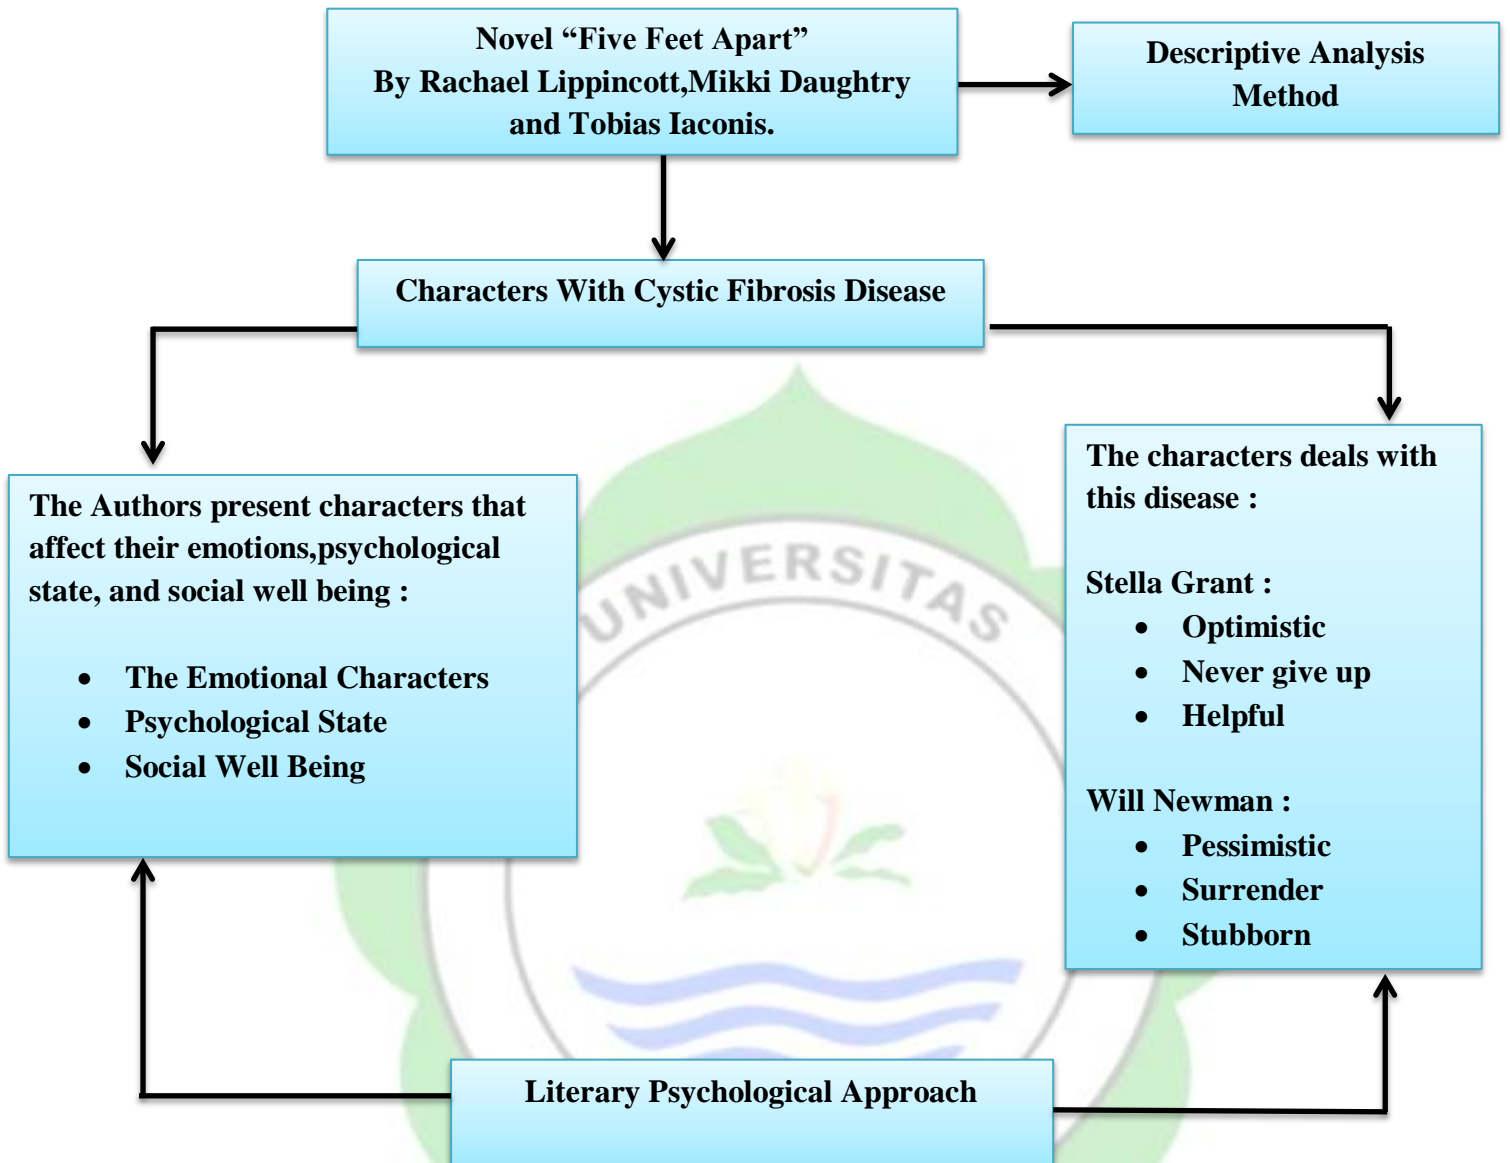 Novel “Five Feet Apart”
By Rachael Lippincott,Mikki Daughtry
and Tobias Iaconis.
Descriptive Analysis
Method
Characters With Cystic Fibrosis Disease
The Authors present characters that
affect their emotions,psychological
state, and social well being :
• The Emotional Characters
• Psychological State
• Social Well Being
The characters deals with
this disease :
Stella Grant :
• Optimistic
• Never give up
• Helpful
Will Newman :
• Pessimistic
• Surrender
• Stubborn
UNIVERSITAS
Literary Psychological Approach